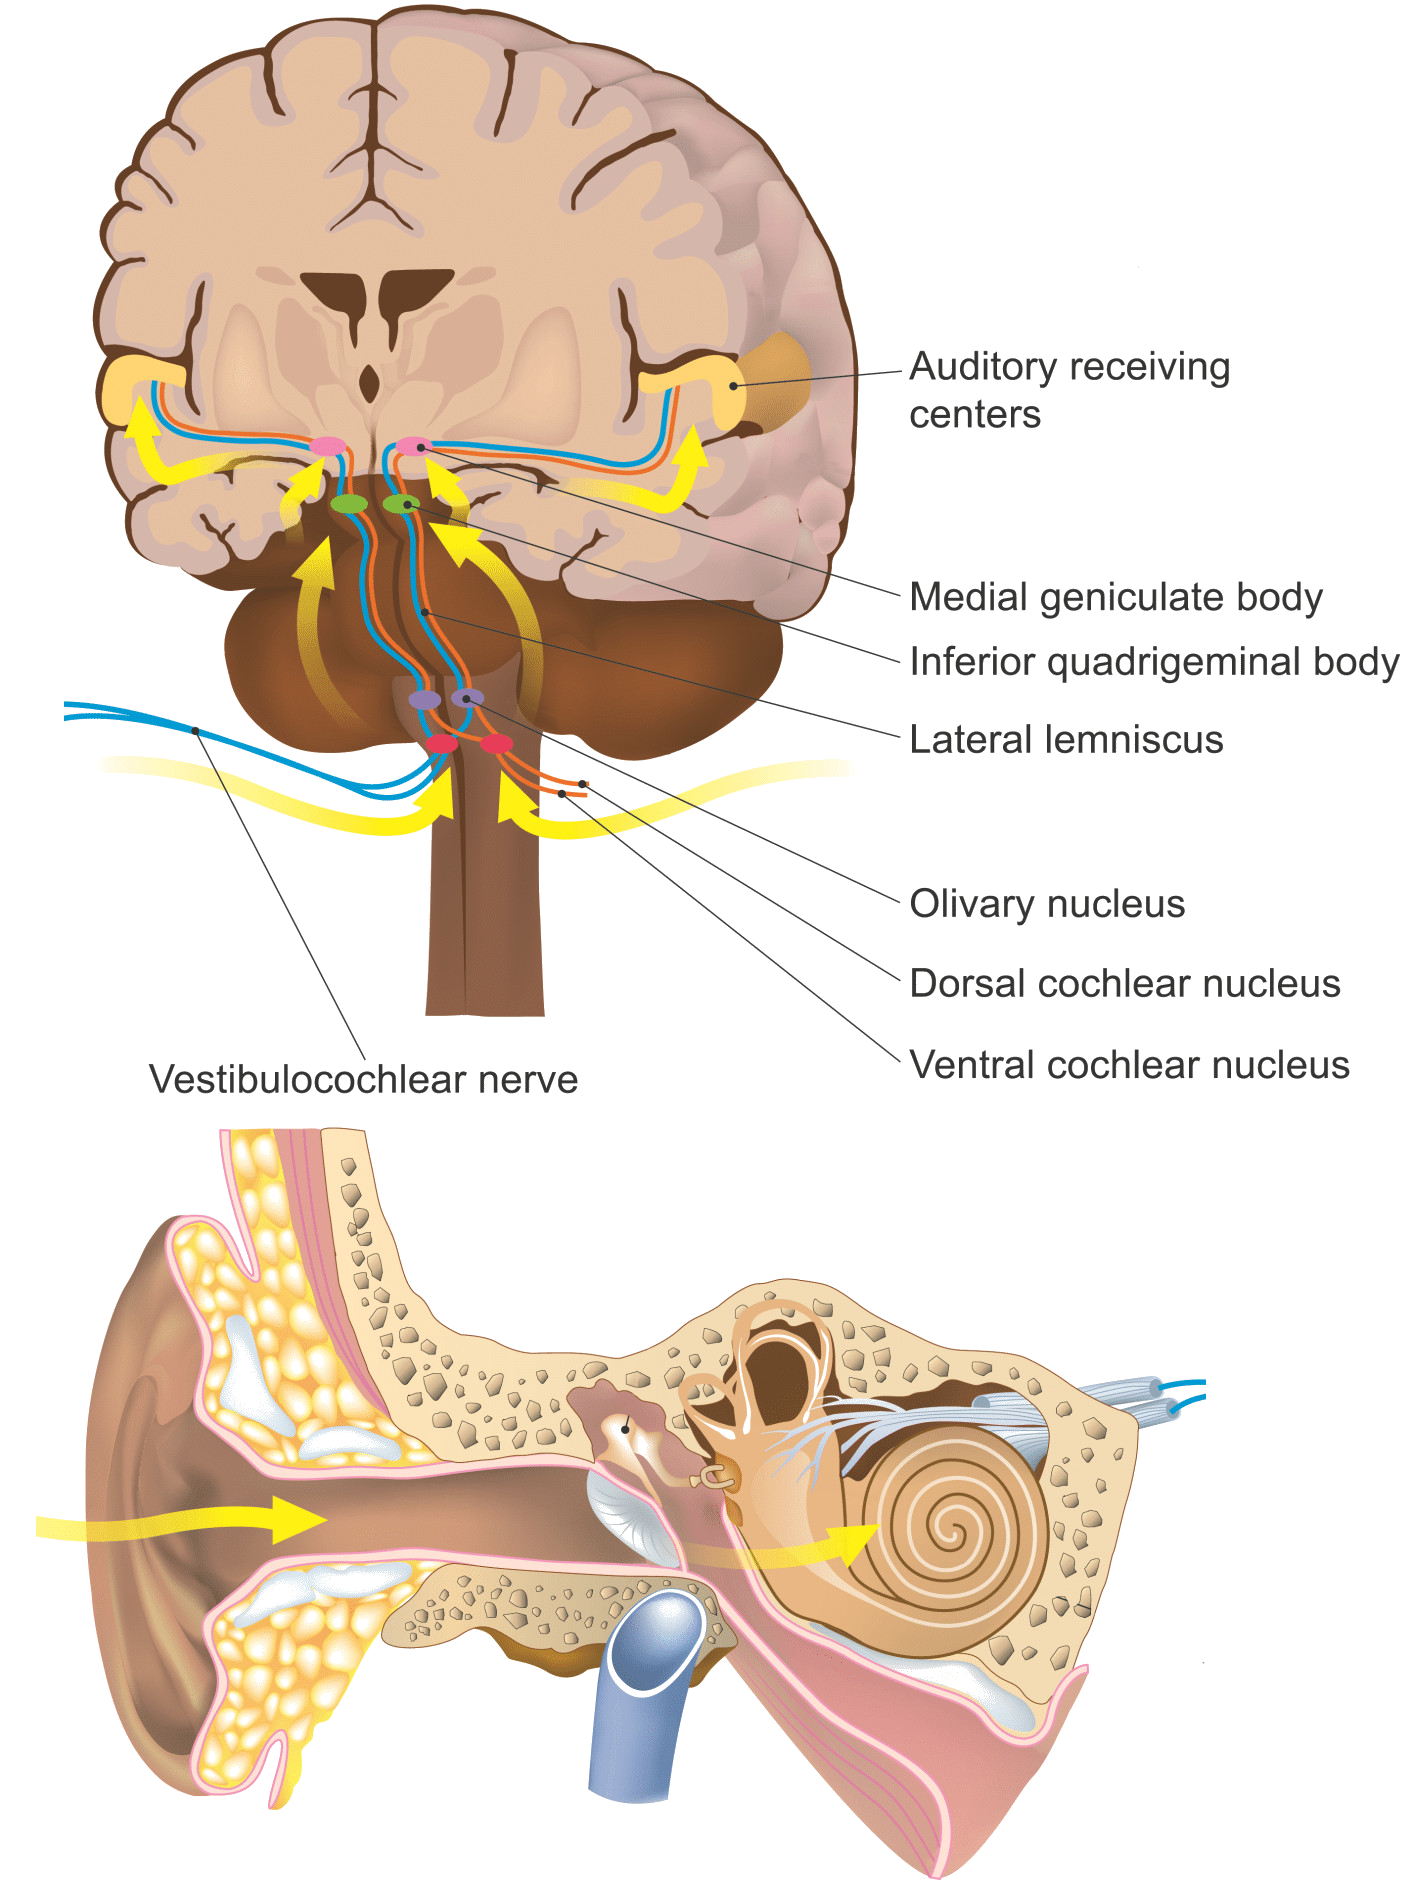 Auditory receiving
centers
Medial geniculate body
Inferior quadrigeminal body
Lateral lemniscus
Olivary nucleus
Dorsal cochlear nucleus
Ventral cochlear nucleus
Vestibulocochlear nerve